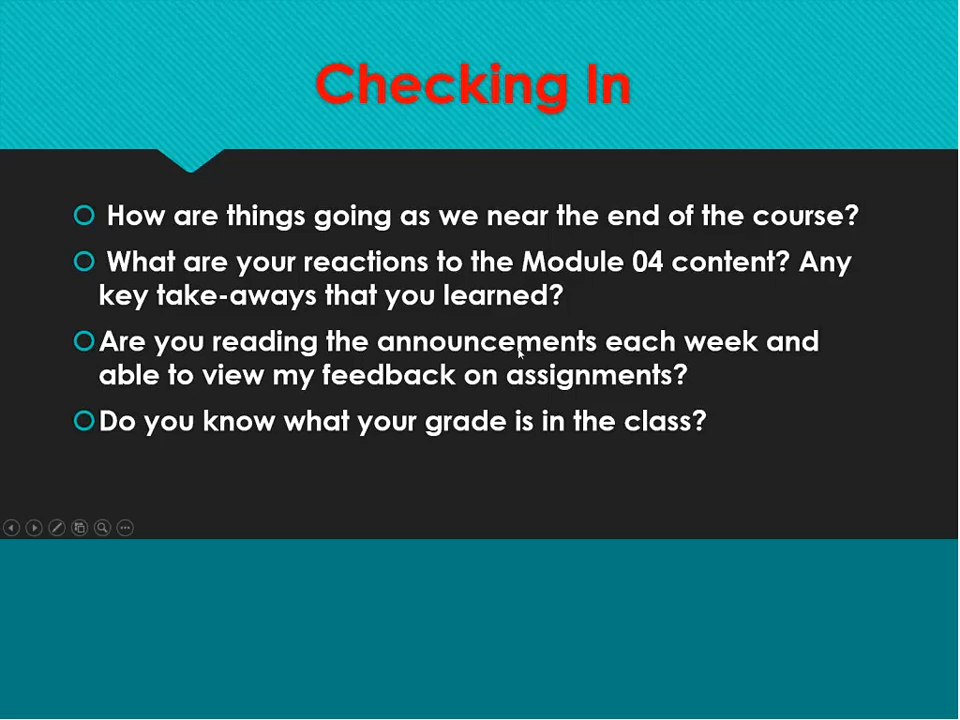 Checking In
How are things going as we near the end of the course?
What are your reactions to the Module 04 content? Any
key take-aways that you learned?
Are you reading the announcements each week and
able to view my feedback on assignments?
Do you know what your grade is in the class?